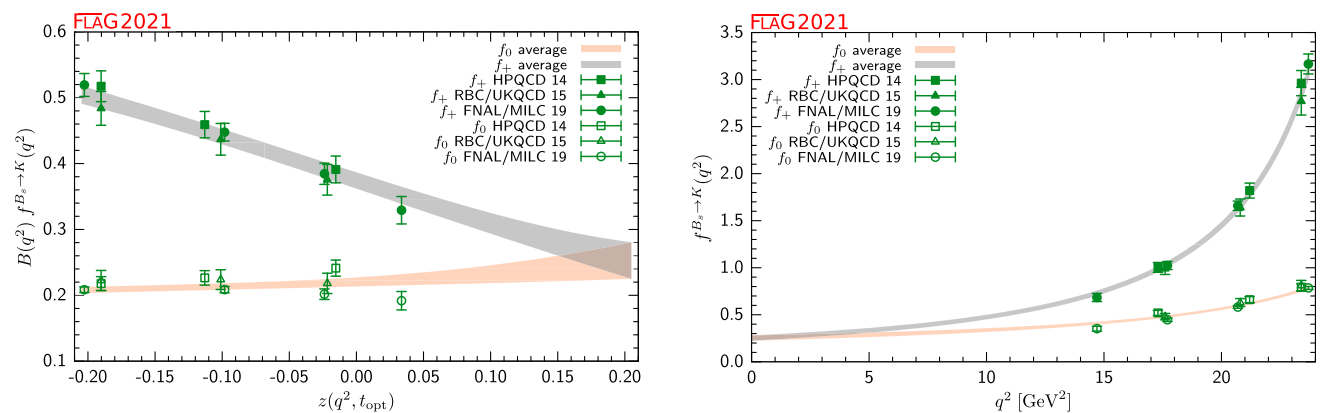 FLAG2021
0.6
0.5
0.4
0.3
0.2
0.1
B(q²) f^{B_s→K}(q²)
f₀ average
f₊ average
f₊ HPQCD 14
f₊ RBC/UKQCD 15
f₊ FNAL/MILC 19
f₀ HPQCD 14
f₀ RBC/UKQCD 15
f₀ FNAL/MILC 19
-0.20 -0.15 -0.10 -0.05 0.00 0.05 0.10 0.15 0.20
z(q², t_opt)
FLAG2021
3.5
3.0
2.5
2.0
1.5
1.0
0.5
0.0
f^{B_s→K}(q²)
f₀ average
f₊ average
f₊ HPQCD 14
f₊ RBC/UKQCD 15
f₊ FNAL/MILC 19
f₀ HPQCD 14
f₀ RBC/UKQCD 15
f₀ FNAL/MILC 19
0 5 10 15 20
q² [GeV²]